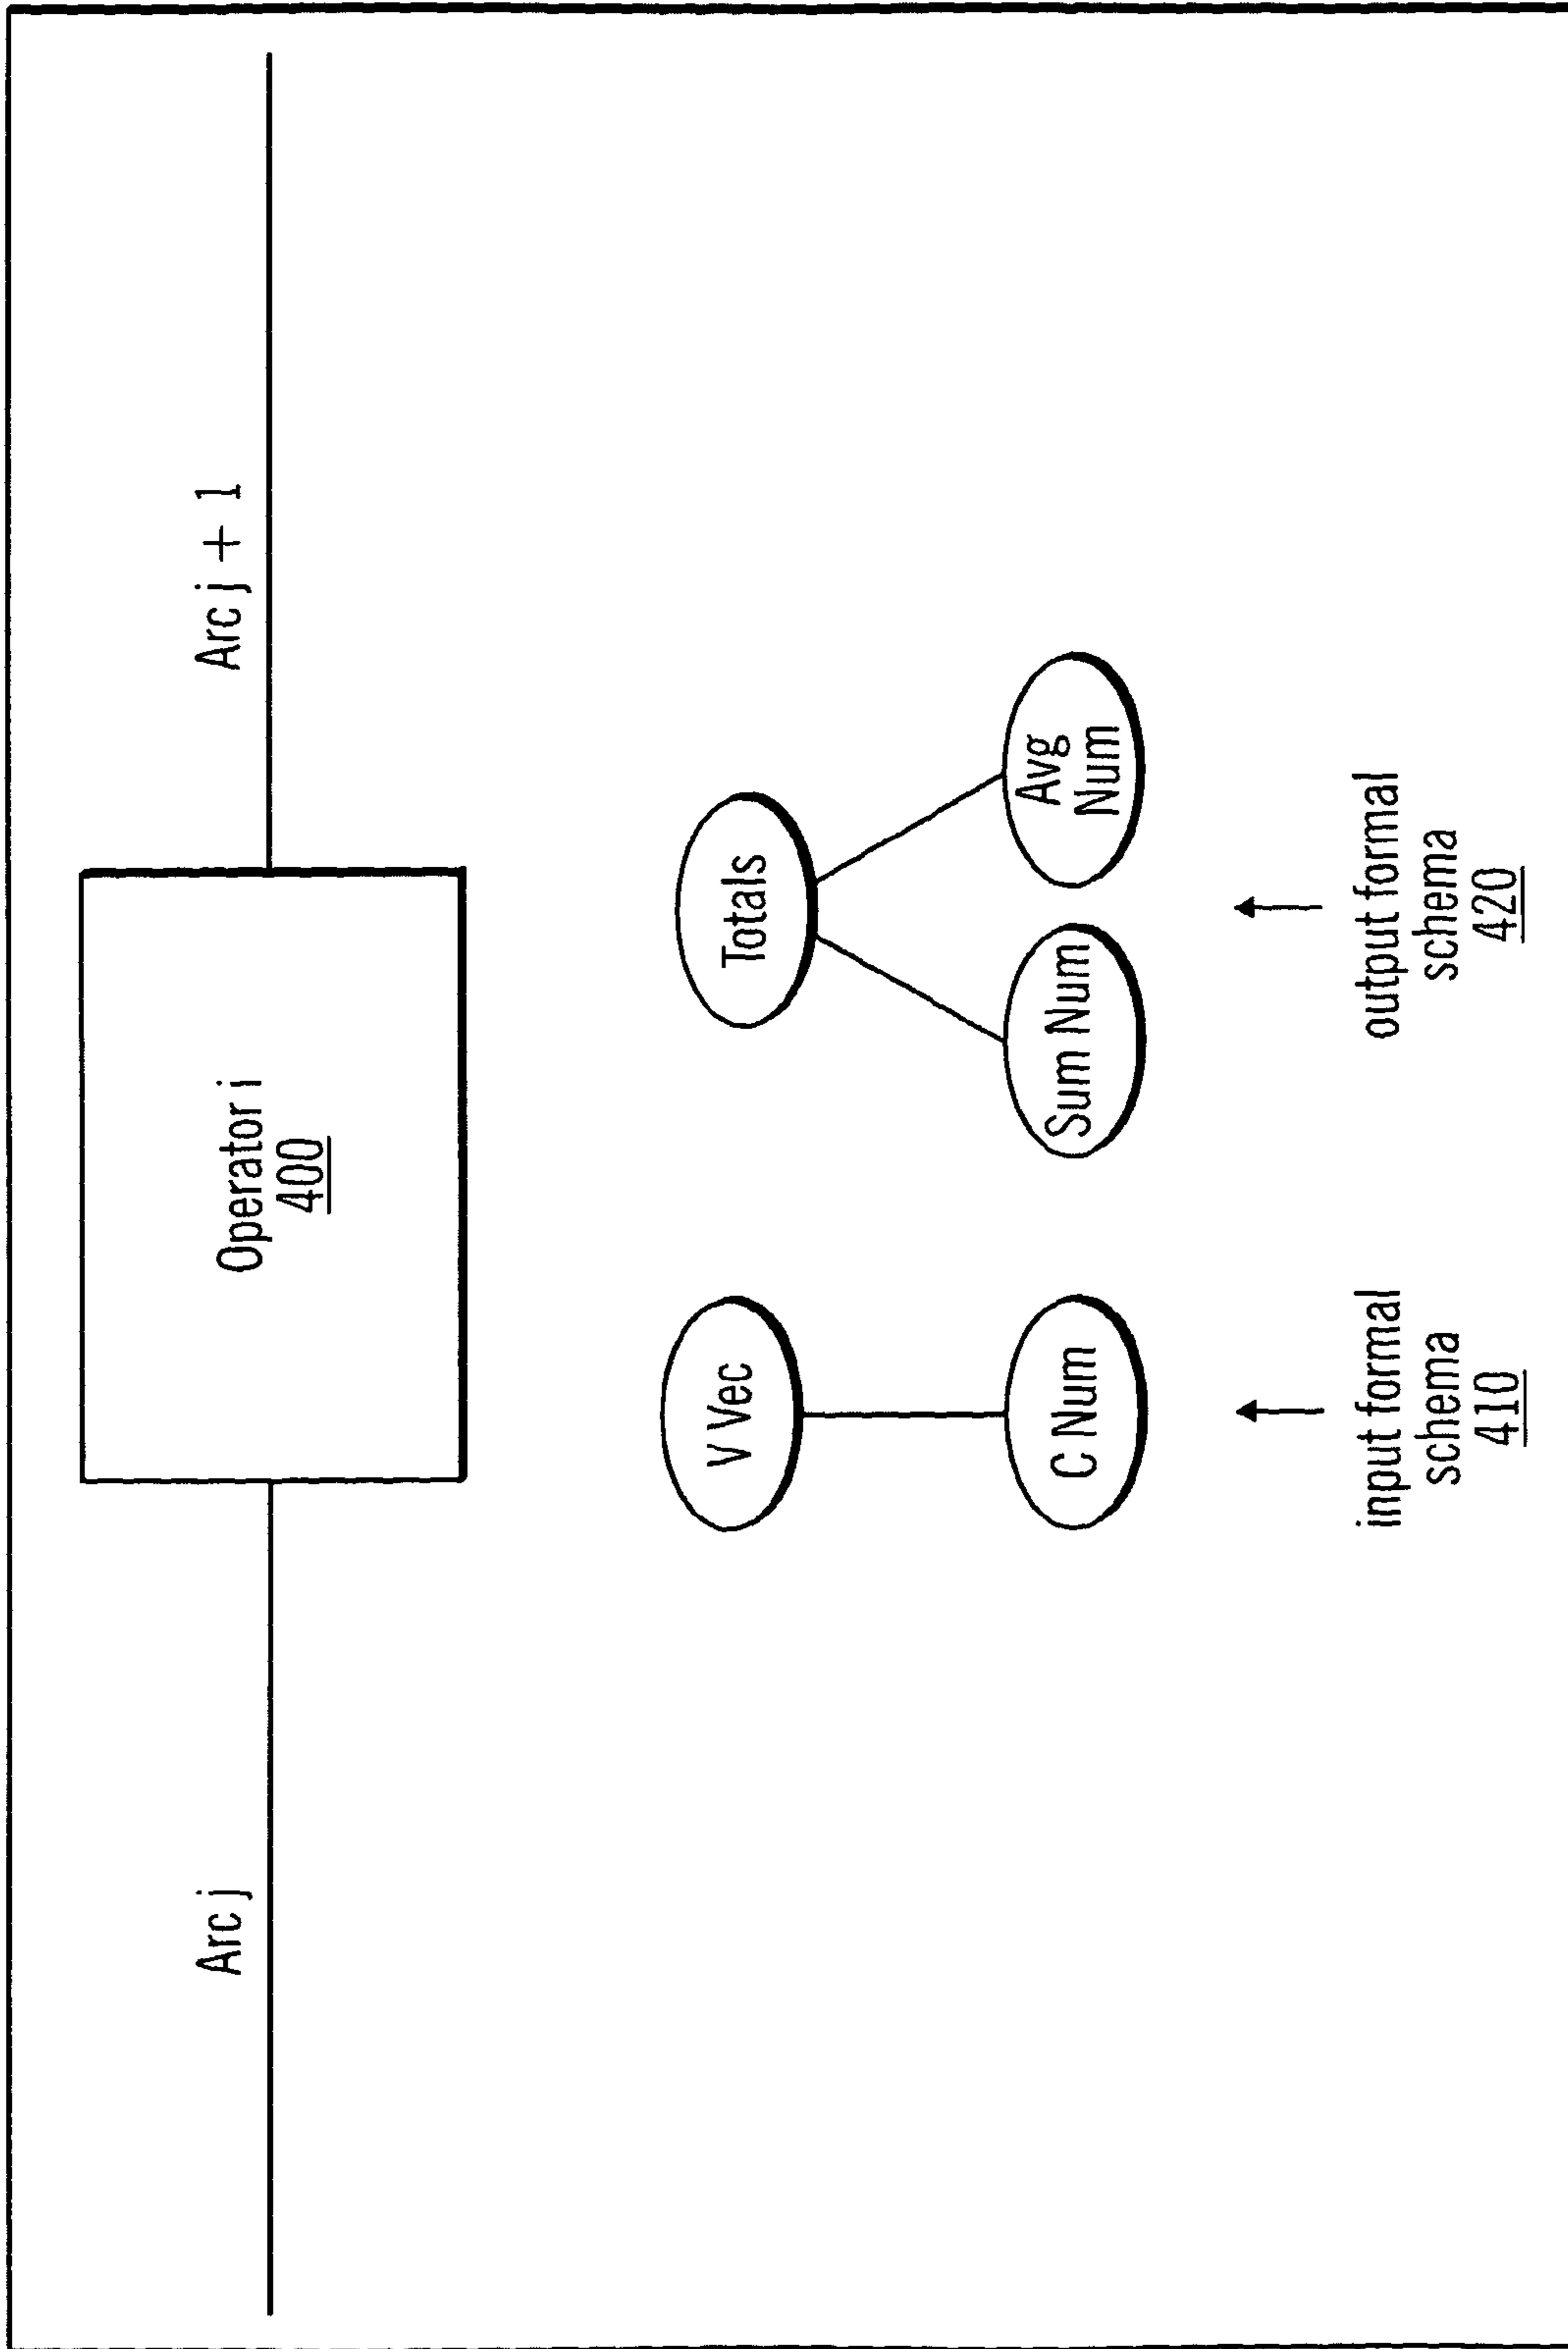 Arc j
Operator i
400
Arc j + 1
V Vec
C Num
Totals
Sum Num
Avg
Num
input formal
schema
410
output formal
schema
420